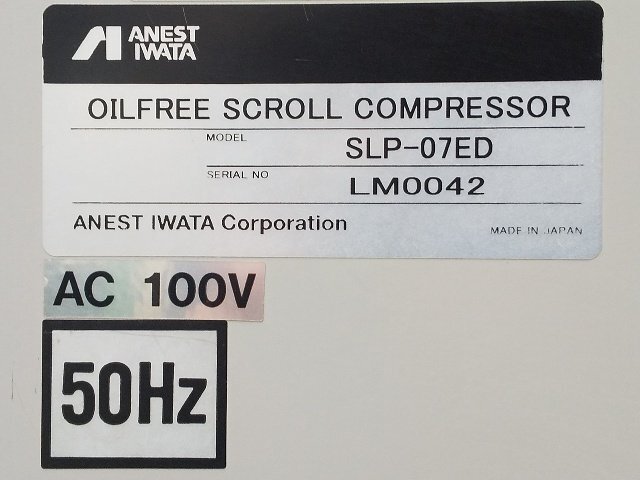 ANEST
IWATA
OILFREE SCROLL COMPRESSOR
MODEL SLP-07ED
SERIAL NO LM0042
ANEST IWATA Corporation MADE IN JAPAN
AC 100V
50Hz